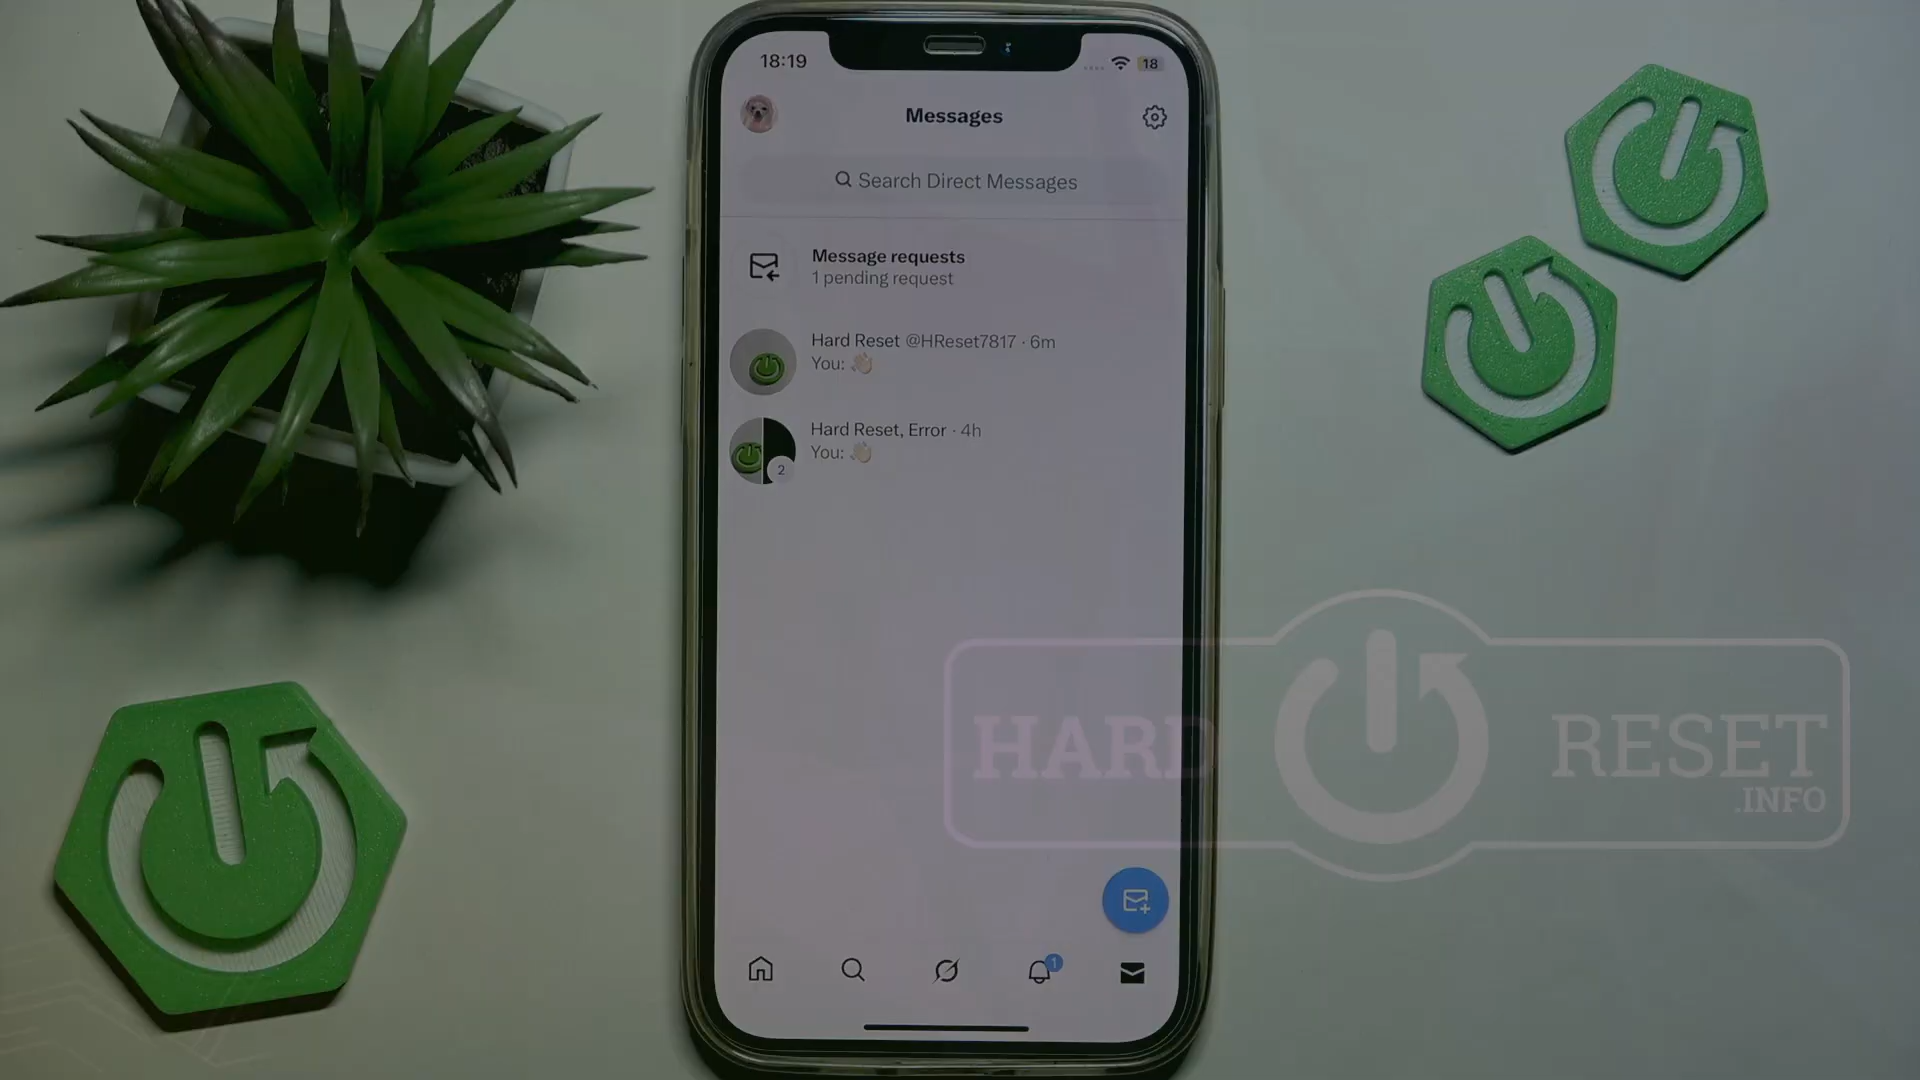 18:19
18
Messages
Search Direct Messages
Message requests
1 pending request
Hard Reset @HReset7817 · 6m
You: 👋🏻
Hard Reset, Error · 4h
2
You: 👋🏻
HARD RESET
.INFO
1